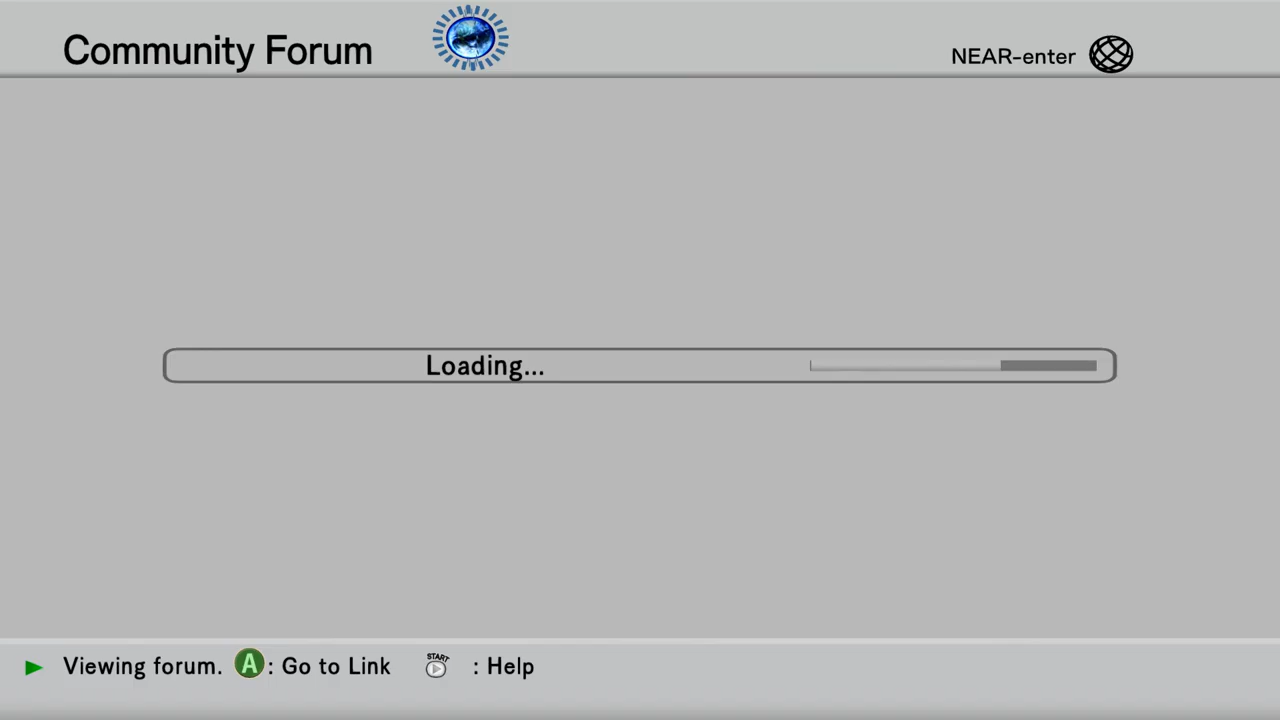 Community Forum
NEAR-enter
Loading...
Viewing forum. A : Go to Link START : Help